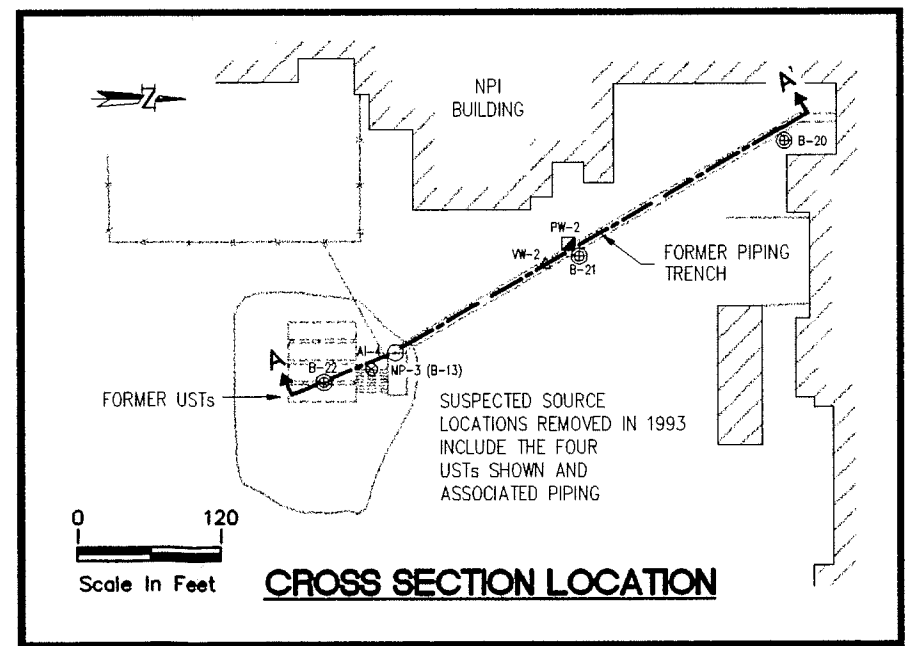 NPI
BUILDING
A'
B-20
N
PW-2
VW-2
B-21
FORMER PIPING
TRENCH
A
B-22
AI-4
NP-3 (B-13)
FORMER USTs
SUSPECTED SOURCE
LOCATIONS REMOVED IN 1993
INCLUDE THE FOUR
USTs SHOWN AND
ASSOCIATED PIPING
0 120
Scale In Feet
CROSS SECTION LOCATION